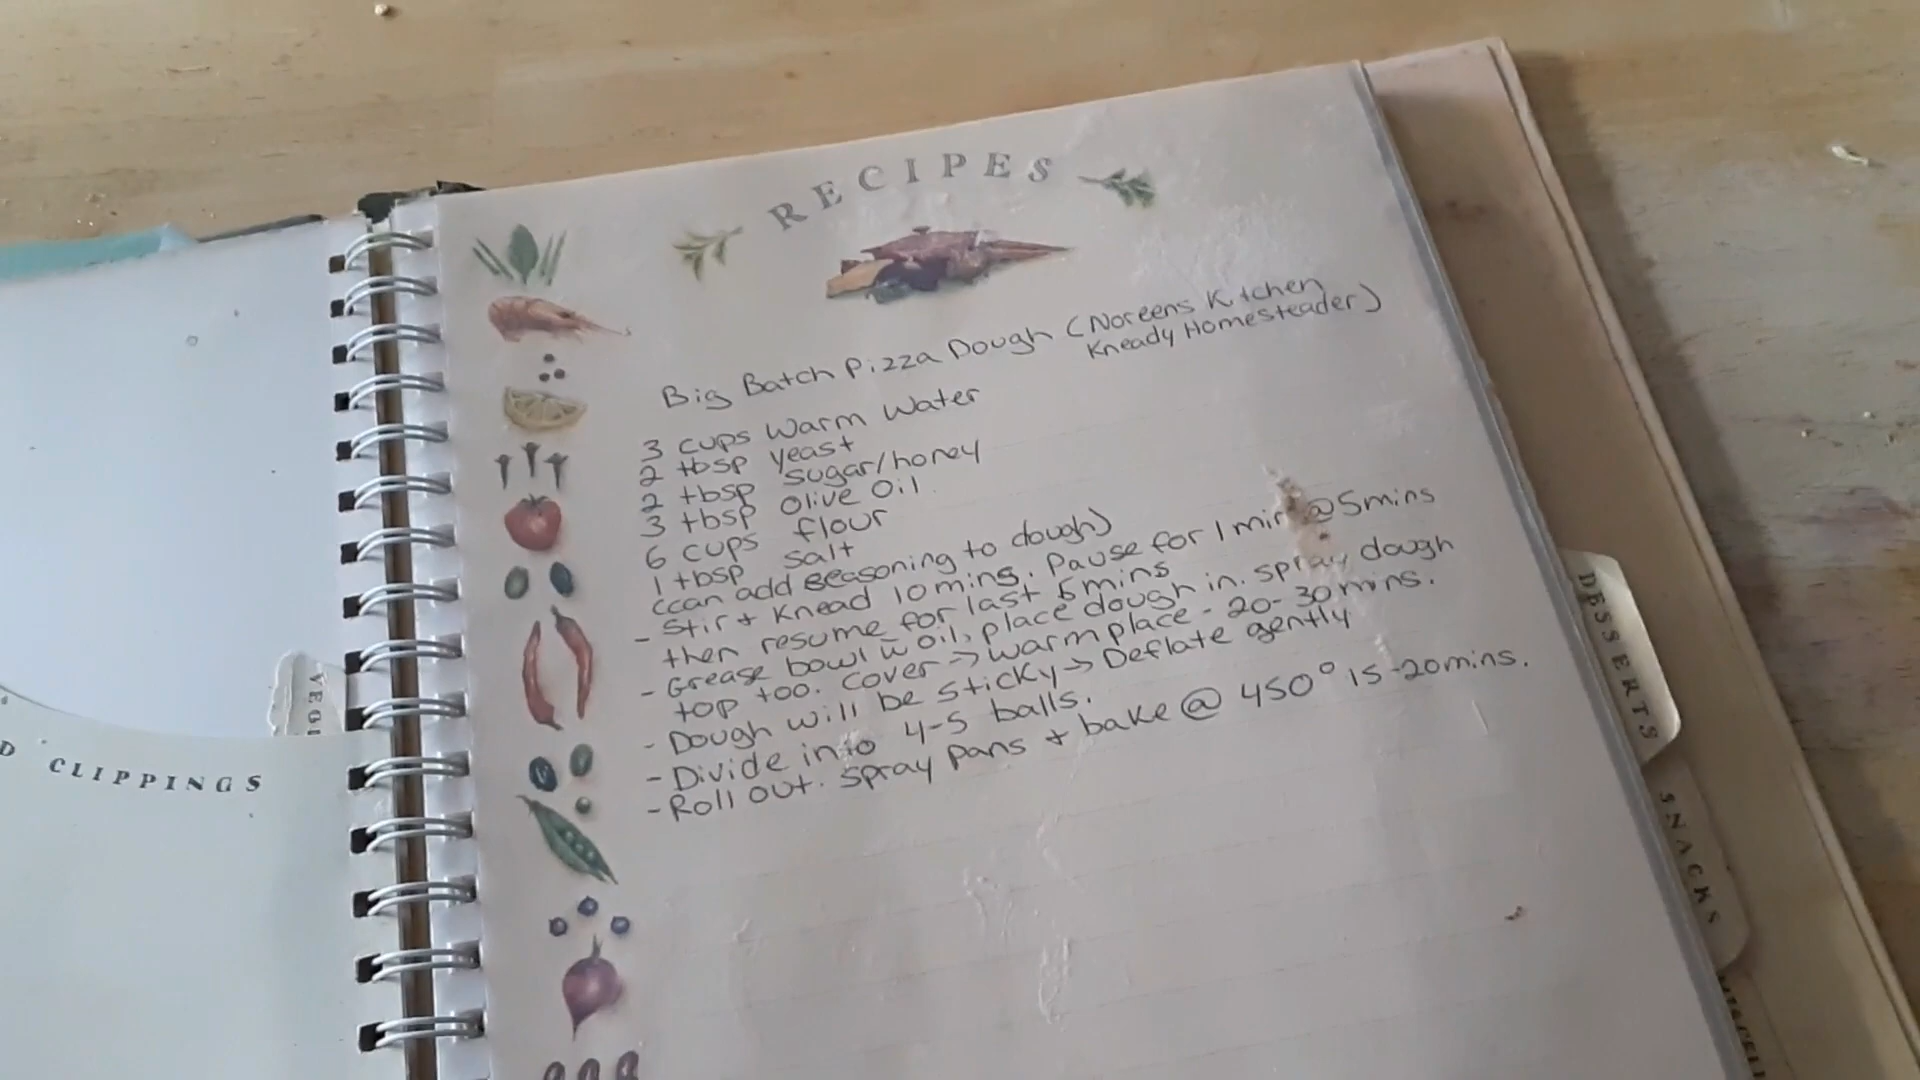 RECIPES
Big Batch Pizza Dough (Noreens Kitchen
Kneady Homesteader)
3 cups warm water
2 tbsp yeast
2 tbsp sugar/honey
3 tbsp olive oil
6 cups flour
1 tbsp salt
(can add seasoning to dough)
- Stir + Knead 10 mins. Pause for 1 min @ 5mins
then resume for last 5 mins
- Grease bowl w oil, place dough in. spray dough
top too. Cover → warm place - 20-30 mins.
- Dough will be sticky → Deflate gently
- Divide into 4-5 balls.
- Roll out. Spray pans + bake @ 450° 15-20mins.
CLIPPINGS
DESSERTS
SNACKS